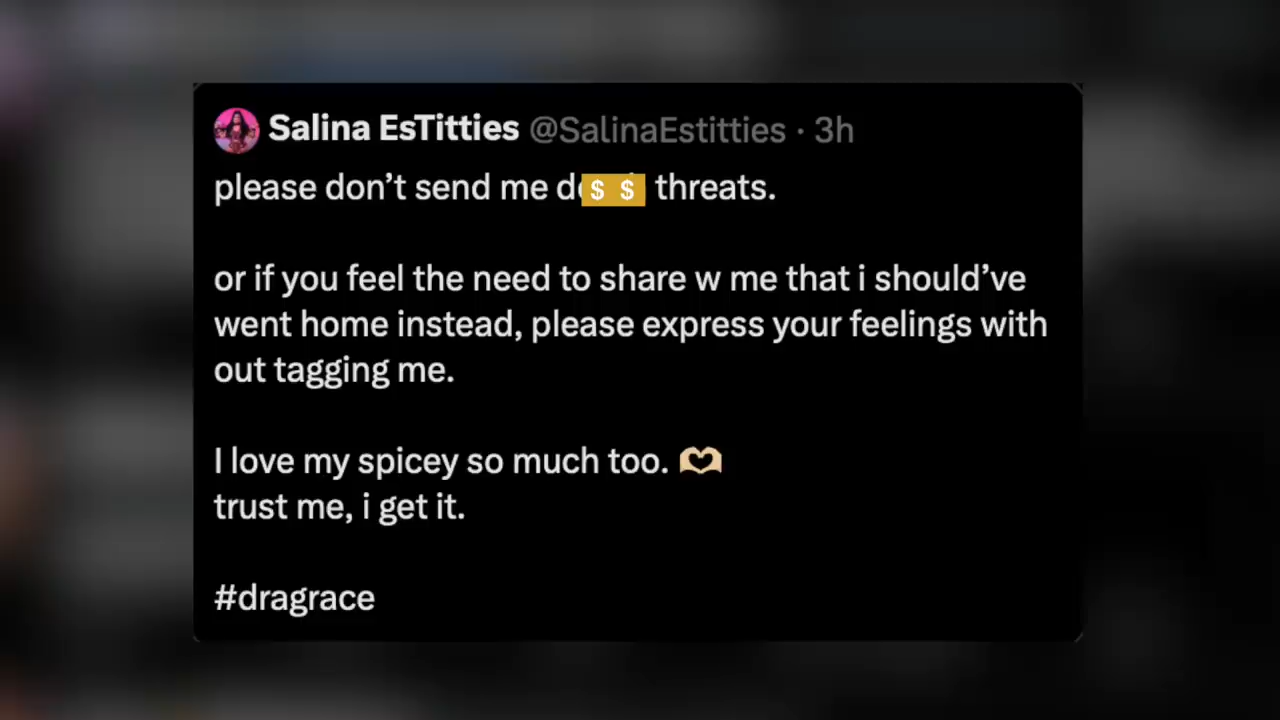 Salina EsTitties @SalinaEstitties · 3h
please don't send me $ $ threats.
or if you feel the need to share w me that i should've
went home instead, please express your feelings with
out tagging me.
I love my spicey so much too. 🫶🏼
trust me, i get it.
#dragrace